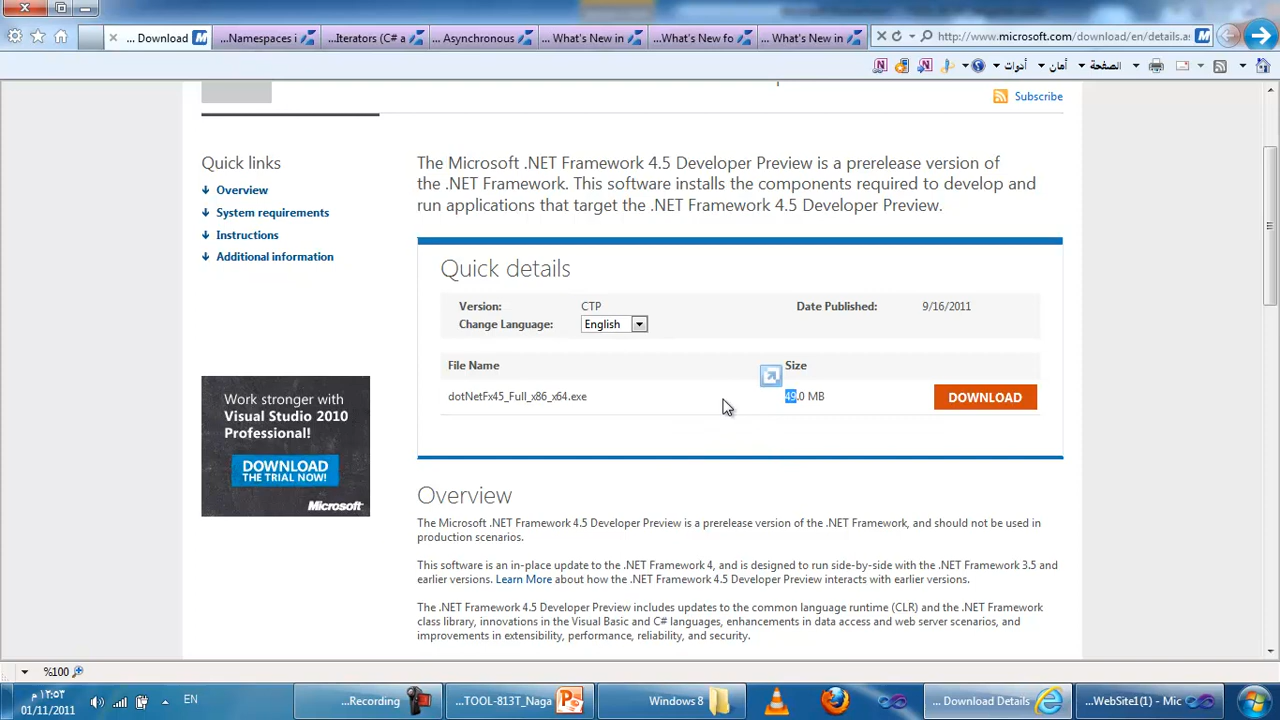 ... Download
...Namespaces i
...Iterators (C# a
... Asynchronous
... What's New in
...What's New fo
... What's New in
http://www.microsoft.com/download/en/details.as
أدوات
أمان
الصفحة
Subscribe
Quick links
Overview
System requirements
Instructions
Additional information
The Microsoft .NET Framework 4.5 Developer Preview is a prerelease version of
the .NET Framework. This software installs the components required to develop and
run applications that target the .NET Framework 4.5 Developer Preview.
Quick details
Version: CTP Date Published: 9/16/2011
Change Language: English
File Name Size
dotNetFx45_Full_x86_x64.exe 49.0 MB DOWNLOAD
Work stronger with
Visual Studio 2010
Professional!
DOWNLOAD
THE TRIAL NOW!
Microsoft
Overview
The Microsoft .NET Framework 4.5 Developer Preview is a prerelease version of the .NET Framework, and should not be used in
production scenarios.
This software is an in-place update to the .NET Framework 4, and is designed to run side-by-side with the .NET Framework 3.5 and
earlier versions. Learn More about how the .NET Framework 4.5 Developer Preview interacts with earlier versions.
The .NET Framework 4.5 Developer Preview includes updates to the common language runtime (CLR) and the .NET Framework
class library, innovations in the Visual Basic and C# languages, enhancements in data access and web server scenarios, and
improvements in extensibility, performance, reliability, and security.
%100
١٢:٥٣ م
01/11/2011
EN
...Recording
...TOOL-813T_Naga
Windows 8
... Download Details
...WebSite1(1) - Mic